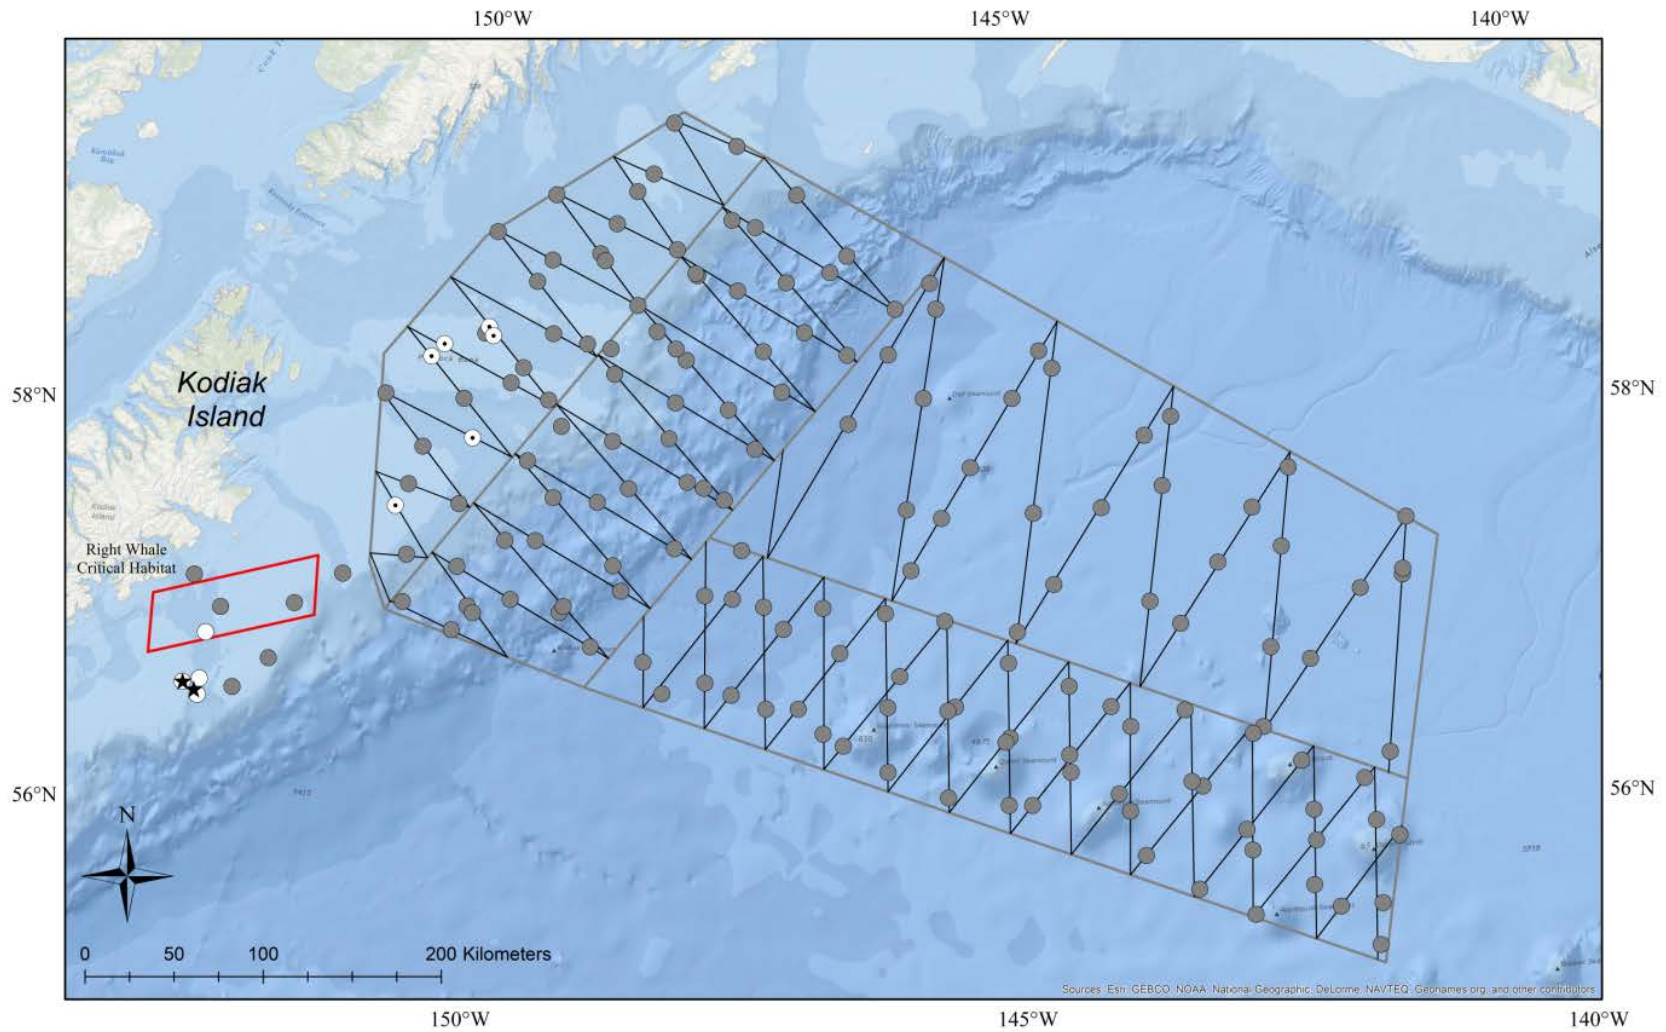 150°W 145°W 140°W
Kodiak
Island
58°N 58°N
Right Whale
Critical Habitat
56°N 56°N
N
0 50 100 200 Kilometers
Sources: Esri, GEBCO, NOAA, National Geographic, DeLorme, NAVTEQ, Geonames.org, and other contributors
150°W 145°W 140°W